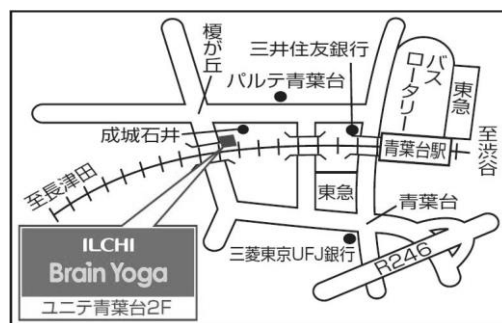 榎が丘
三井住友銀行
パルテ青葉台
バス
ロータリー
東急
成城石井
青葉台駅
至渋谷
至長津田
東急
青葉台
三菱東京UFJ銀行
R246
ILCHI
Brain Yoga
ユニテ青葉台2F